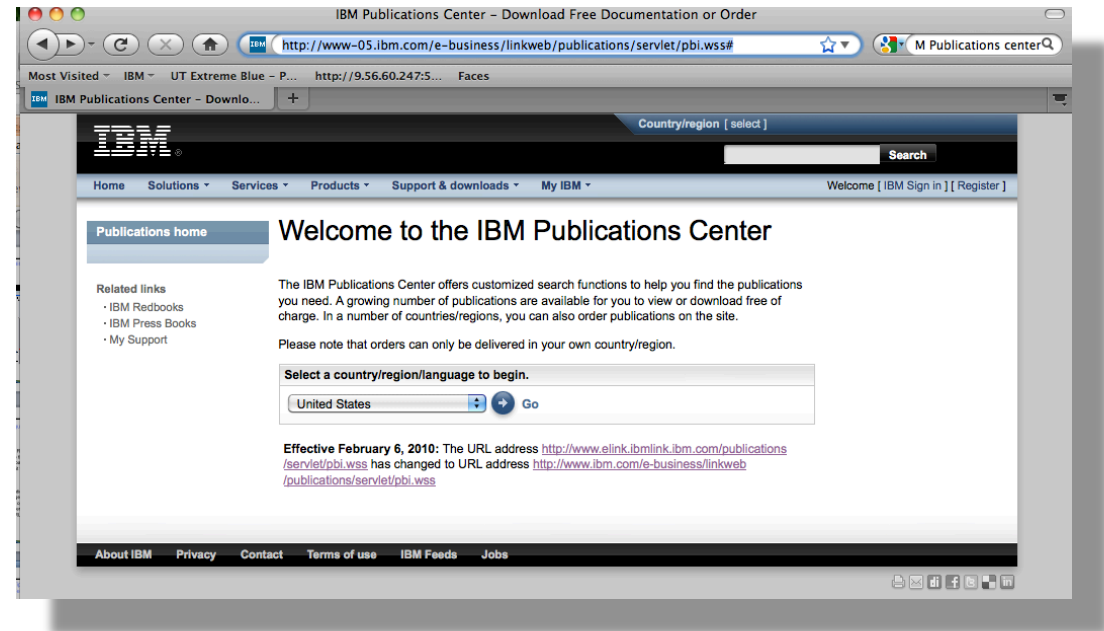 IBM Publications Center – Download Free Documentation or Order
IBM http://www-05.ibm.com/e-business/linkweb/publications/servlet/pbi.wss# M Publications center
Most Visited IBM UT Extreme Blue – P... http://9.56.60.247:5... Faces
IBM IBM Publications Center – Downlo... +
Country/region [ select ]
IBM ®
Search
Home Solutions Services Products Support & downloads My IBM Welcome [ IBM Sign in ] [ Register ]
Publications home
Related links
· IBM Redbooks
· IBM Press Books
· My Support
Welcome to the IBM Publications Center
The IBM Publications Center offers customized search functions to help you find the publications
you need. A growing number of publications are available for you to view or download free of
charge. In a number of countries/regions, you can also order publications on the site.
Please note that orders can only be delivered in your own country/region.
Select a country/region/language to begin.
United States Go
Effective February 6, 2010: The URL address http://www.elink.ibmlink.ibm.com/publications
/servlet/pbi.wss has changed to URL address http://www.ibm.com/e-business/linkweb
/publications/servlet/pbi.wss
About IBM Privacy Contact Terms of use IBM Feeds Jobs